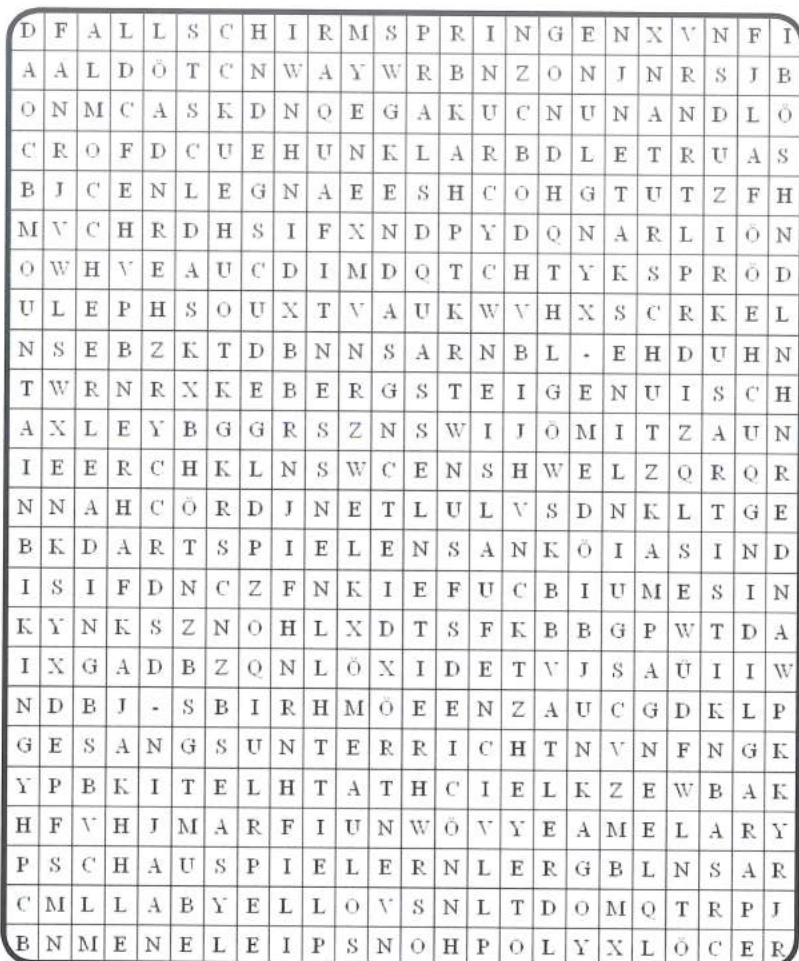 D F A L L S C H I R M S P R I N G E N X V N F I
A A L D Ö T C N W A Y W R B N Z O N J N R S J B
O N M C A S K D N Q E G A K U C N U N A N D L Ö
C R O F D C U E H U N K L A R B D L E T R U A S
B J C E N L E G N A E E S H C O H G T U T Z F H
M V C H R D H S I F X N D P Y D Q N A R L I Ö N
O W H V E A U C D I M D Q T C H T Y K S P R Ö D
U L E P H S O U X T V A U K W V H X S C R K E L
N S E B Z K T D B N N S A R N B L - E H D U H N
T W R N R X K E B E R G S T E I G E N U I S C H
A X L E Y B G G R S Z N S W I J Ö M I T Z A U N
I E E R C H K L N S W C E N S H W E L Z Q R Q R
N N A H C Ö R D J N E T L U L V S D N K L T G E
B K D A R T S P I E L E N S A N K Ö I A S I N D
I S I F D N C Z F N K I E F U C B I U M E S I N
K Y N K S Z N O H L X D T S F K B B G P W T D A
I X G A D B Z Q N L Ö X I D E T V J S A Ü I I W
N D B J - S B I R H M Ö E E N Z A U C G D K L P
G E S A N G S U N T E R R I C H T N V N F N G K
Y P B K I T E L H T A T H C I E L K Z E W B A K
H F V H J M A R F I U N W Ö V Y E A M E L A R Y
P S C H A U S P I E L E R N L E R G B L N S A R
C M L L A B Y E L L O V S N L T D O M Q T R P J
B N M E N E L E I P S N O H P O L Y X L Ö C E R